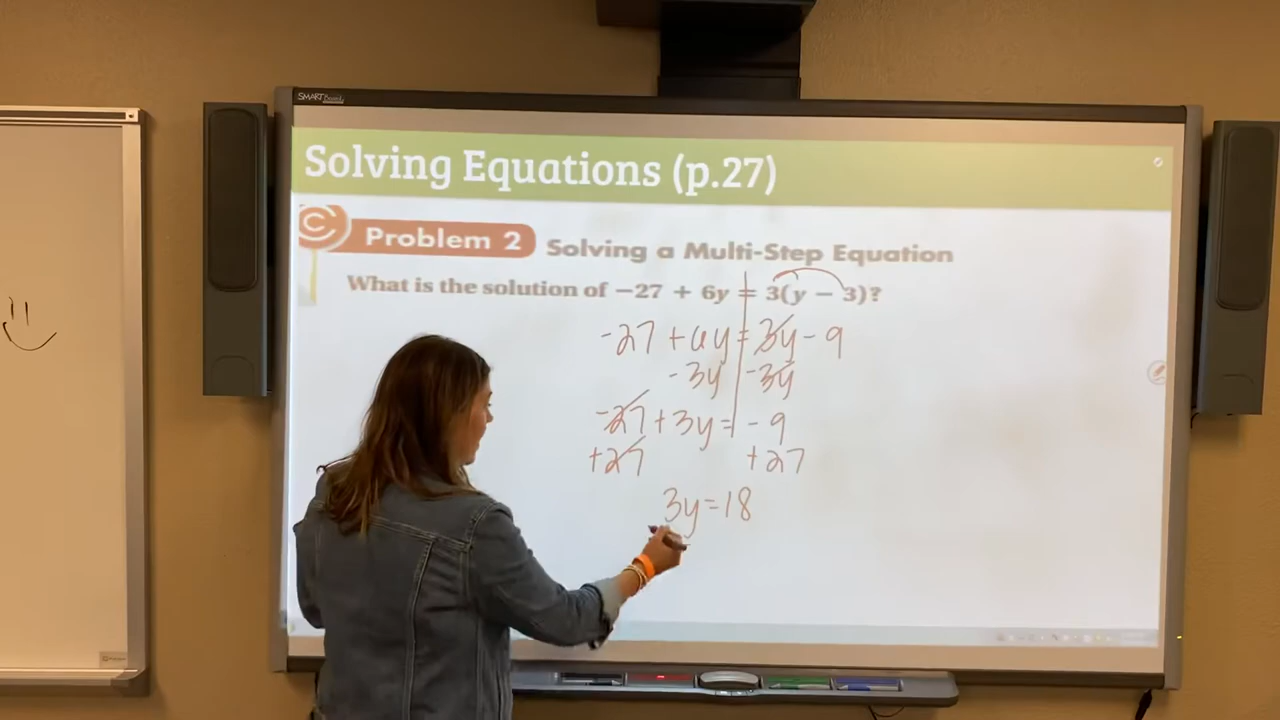 SMART Board
Solving Equations (p.27)
Problem 2 Solving a Multi-Step Equation
What is the solution of −27 + 6y = 3(y − 3)?
-27 + 6y = 3y - 9
-3y -3y
-27 + 3y = -9
+27 +27
3y = 18